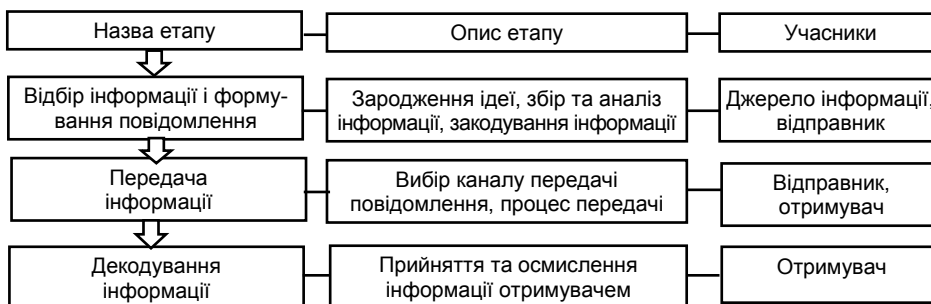 Назва етапу
Опис етапу
Учасники
Відбір інформації і форму-
вання повідомлення
Зародження ідеї, збір та аналіз
інформації, закодування інформації
Джерело інформації,
відправник
Передача
інформації
Вибір каналу передачі
повідомлення, процес передачі
Відправник,
отримувач
Декодування
інформації
Прийняття та осмислення
інформації отримувачем
Отримувач